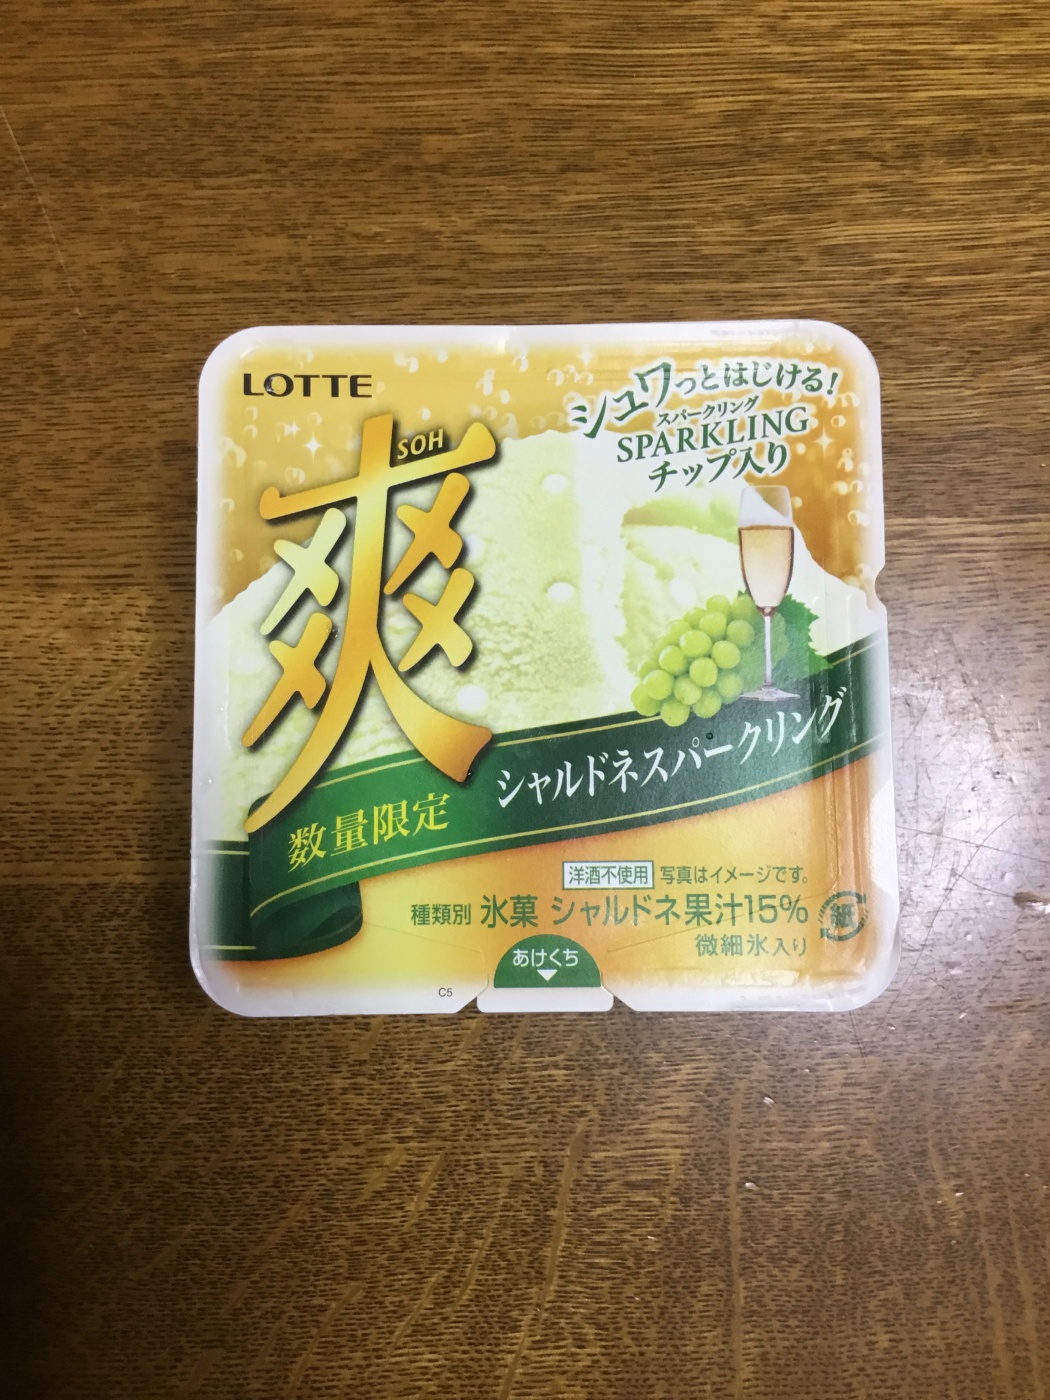 LOTTE
爽
SOH
シュワっとはじける!
スパークリング
SPARKLING
チップ入り
数量限定
シャルドネスパークリング
洋酒不使用 写真はイメージです。
種類別 氷菓 シャルドネ果汁15%
微細氷入り
紙
あけくち
C5